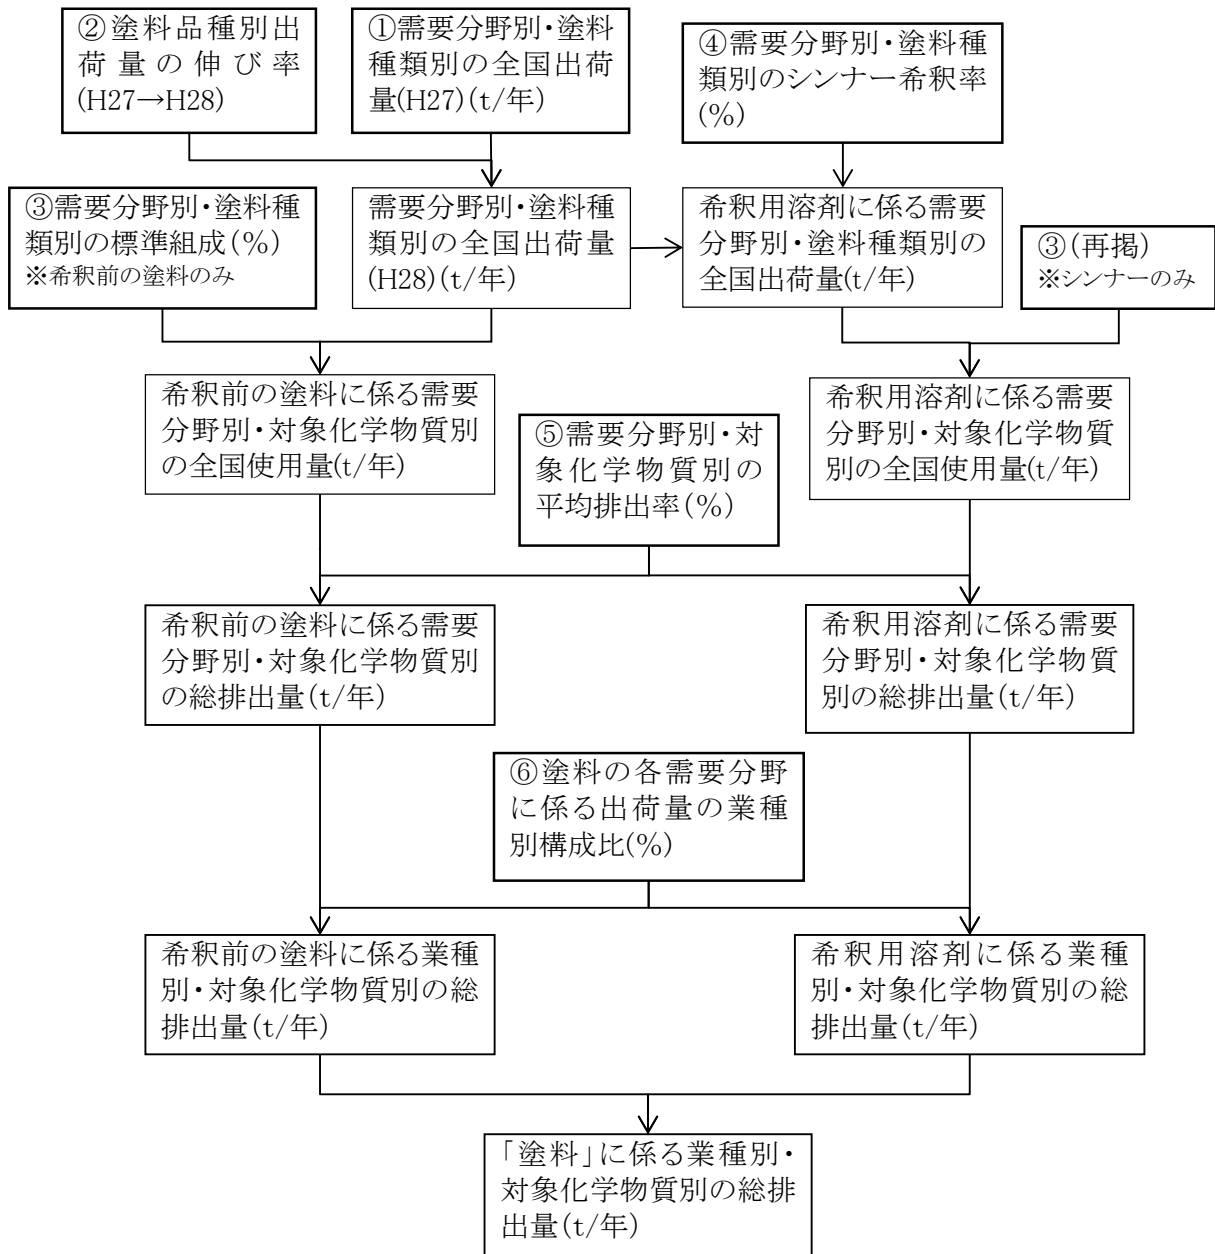 ②塗料品種別出
荷量の伸び率
(H27→H28)
①需要分野別・塗料
種類別の全国出荷
量(H27)(t/年)
④需要分野別・塗料種
類別のシンナー希釈率
(%)
③需要分野別・塗料種
類別の標準組成(%)
※希釈前の塗料のみ
需要分野別・塗料種
類別の全国出荷量
(H28)(t/年)
希釈用溶剤に係る需要
分野別・塗料種類別の
全国出荷量(t/年)
③(再掲)
※シンナーのみ
希釈前の塗料に係る需要
分野別・対象化学物質別
の全国使用量(t/年)
⑤需要分野別・対
象化学物質別の
平均排出率(%)
希釈用溶剤に係る需要
分野別・対象化学物質
別の全国使用量(t/年)
希釈前の塗料に係る需要
分野別・対象化学物質別
の総排出量(t/年)
希釈用溶剤に係る需要
分野別・対象化学物質
別の総排出量(t/年)
⑥塗料の各需要分野
に係る出荷量の業種
別構成比(%)
希釈前の塗料に係る業種
別・対象化学物質別の総
排出量(t/年)
希釈用溶剤に係る業種
別・対象化学物質別の総
排出量(t/年)
「塗料」に係る業種別・
対象化学物質別の総排
出量(t/年)